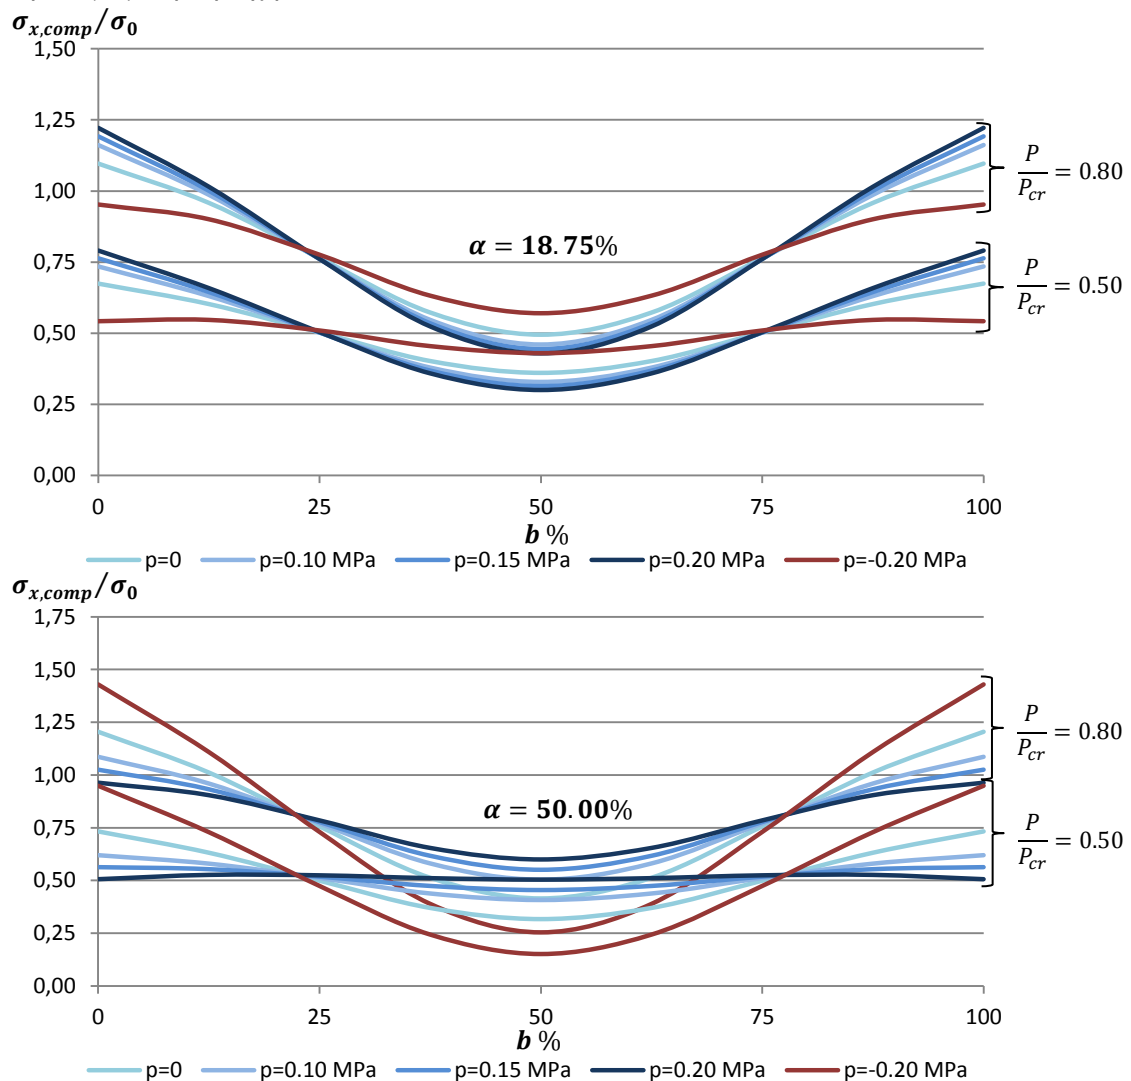 σx,comp/σ0
1,50
1,25
1,00
0,75
0,50
0,25
0,00
α = 18.75%
P/Pcr = 0.80
P/Pcr = 0.50
0 25 50 75 100
b %
p=0 p=0.10 MPa p=0.15 MPa p=0.20 MPa p=-0.20 MPa
σx,comp/σ0
1,75
1,50
1,25
1,00
0,75
0,50
0,25
0,00
α = 50.00%
P/Pcr = 0.80
P/Pcr = 0.50
0 25 50 75 100
b %
p=0 p=0.10 MPa p=0.15 MPa p=0.20 MPa p=-0.20 MPa